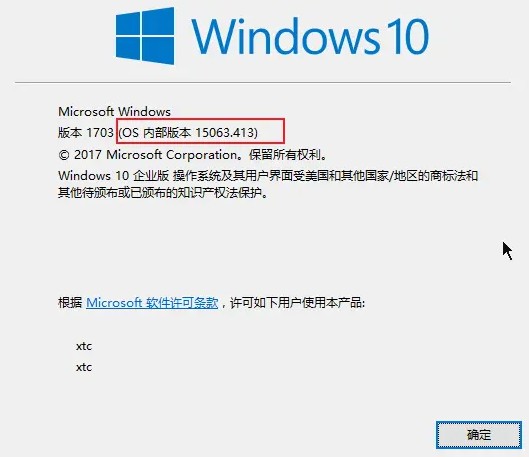 Windows 10
Microsoft Windows
版本 1703 (OS 内部版本 15063.413)
© 2017 Microsoft Corporation。保留所有权利。
Windows 10 企业版 操作系统及其用户界面受美国和其他国家/地区的商标法和
其他待颁布或已颁布的知识产权法保护。
根据 Microsoft 软件许可条款，许可如下用户使用本产品:
xtc
xtc
确定